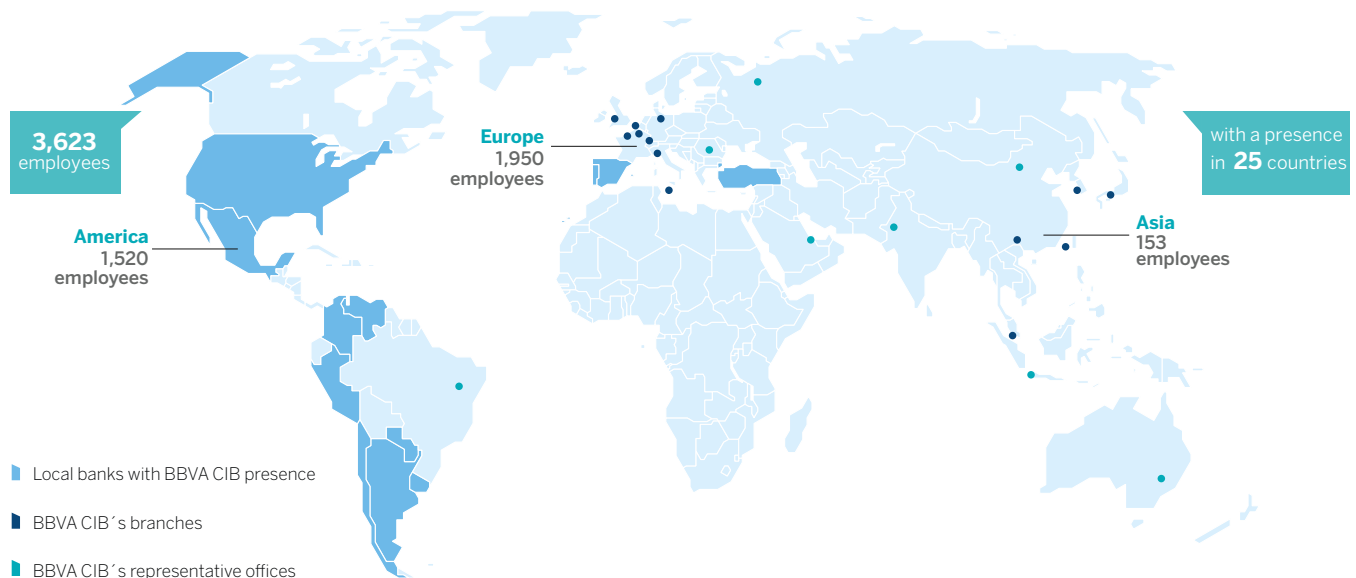 3,623
employees
Europe
1,950
employees
with a presence
in 25 countries
America
1,520
employees
Asia
153
employees
Local banks with BBVA CIB presence
BBVA CIB´s branches
BBVA CIB´s representative offices